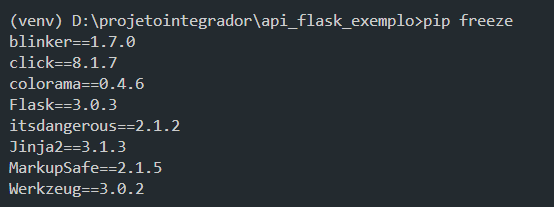 (venv) D:\projetointegrador\api_flask_exemplo>pip freeze
blinker==1.7.0
click==8.1.7
colorama==0.4.6
Flask==3.0.3
itsdangerous==2.1.2
Jinja2==3.1.3
MarkupSafe==2.1.5
Werkzeug==3.0.2